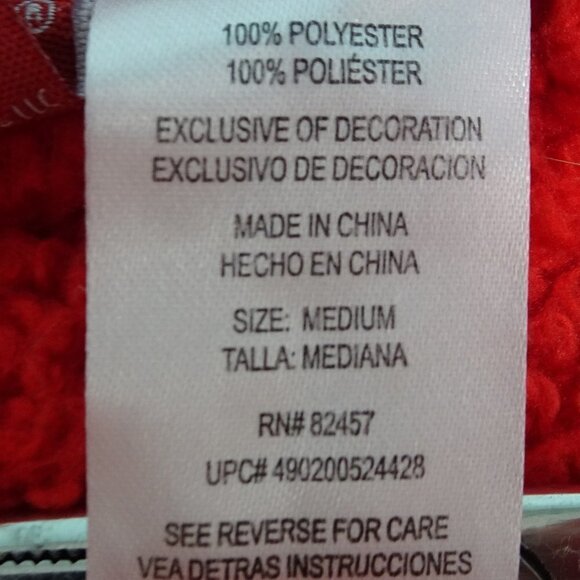 100% POLYESTER
100% POLIÉSTER
EXCLUSIVE OF DECORATION
EXCLUSIVO DE DECORACION
MADE IN CHINA
HECHO EN CHINA
SIZE: MEDIUM
TALLA: MEDIANA
RN# 82457
UPC# 490200524428
SEE REVERSE FOR CARE
VEA DETRAS INSTRUCCIONES